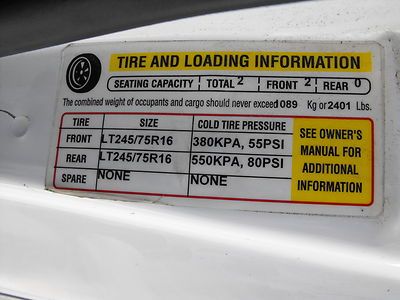 TIRE AND LOADING INFORMATION
SEATING CAPACITY TOTAL 2 FRONT 2 REAR 0
The combined weight of occupants and cargo should never exceed 1089 Kg or 2401 Lbs.
TIRE SIZE COLD TIRE PRESSURE
FRONT LT245/75R16 380KPA, 55PSI
REAR LT245/75R16 550KPA, 80PSI
SPARE NONE NONE
SEE OWNER'S
MANUAL FOR
ADDITIONAL
INFORMATION